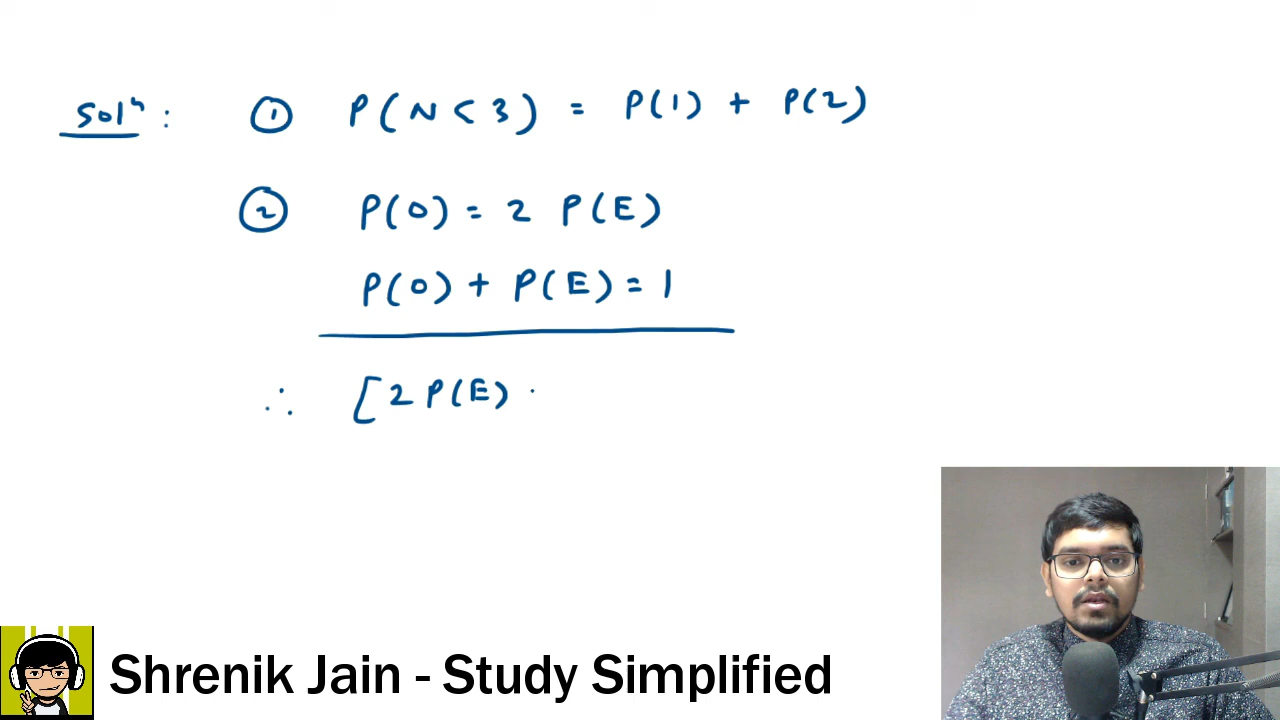 Solⁿ : ① P(N < 3) = P(1) + P(2)
② P(O) = 2 P(E)
P(O) + P(E) = 1
∴ [2 P(E) ·
Shrenik Jain - Study Simplified